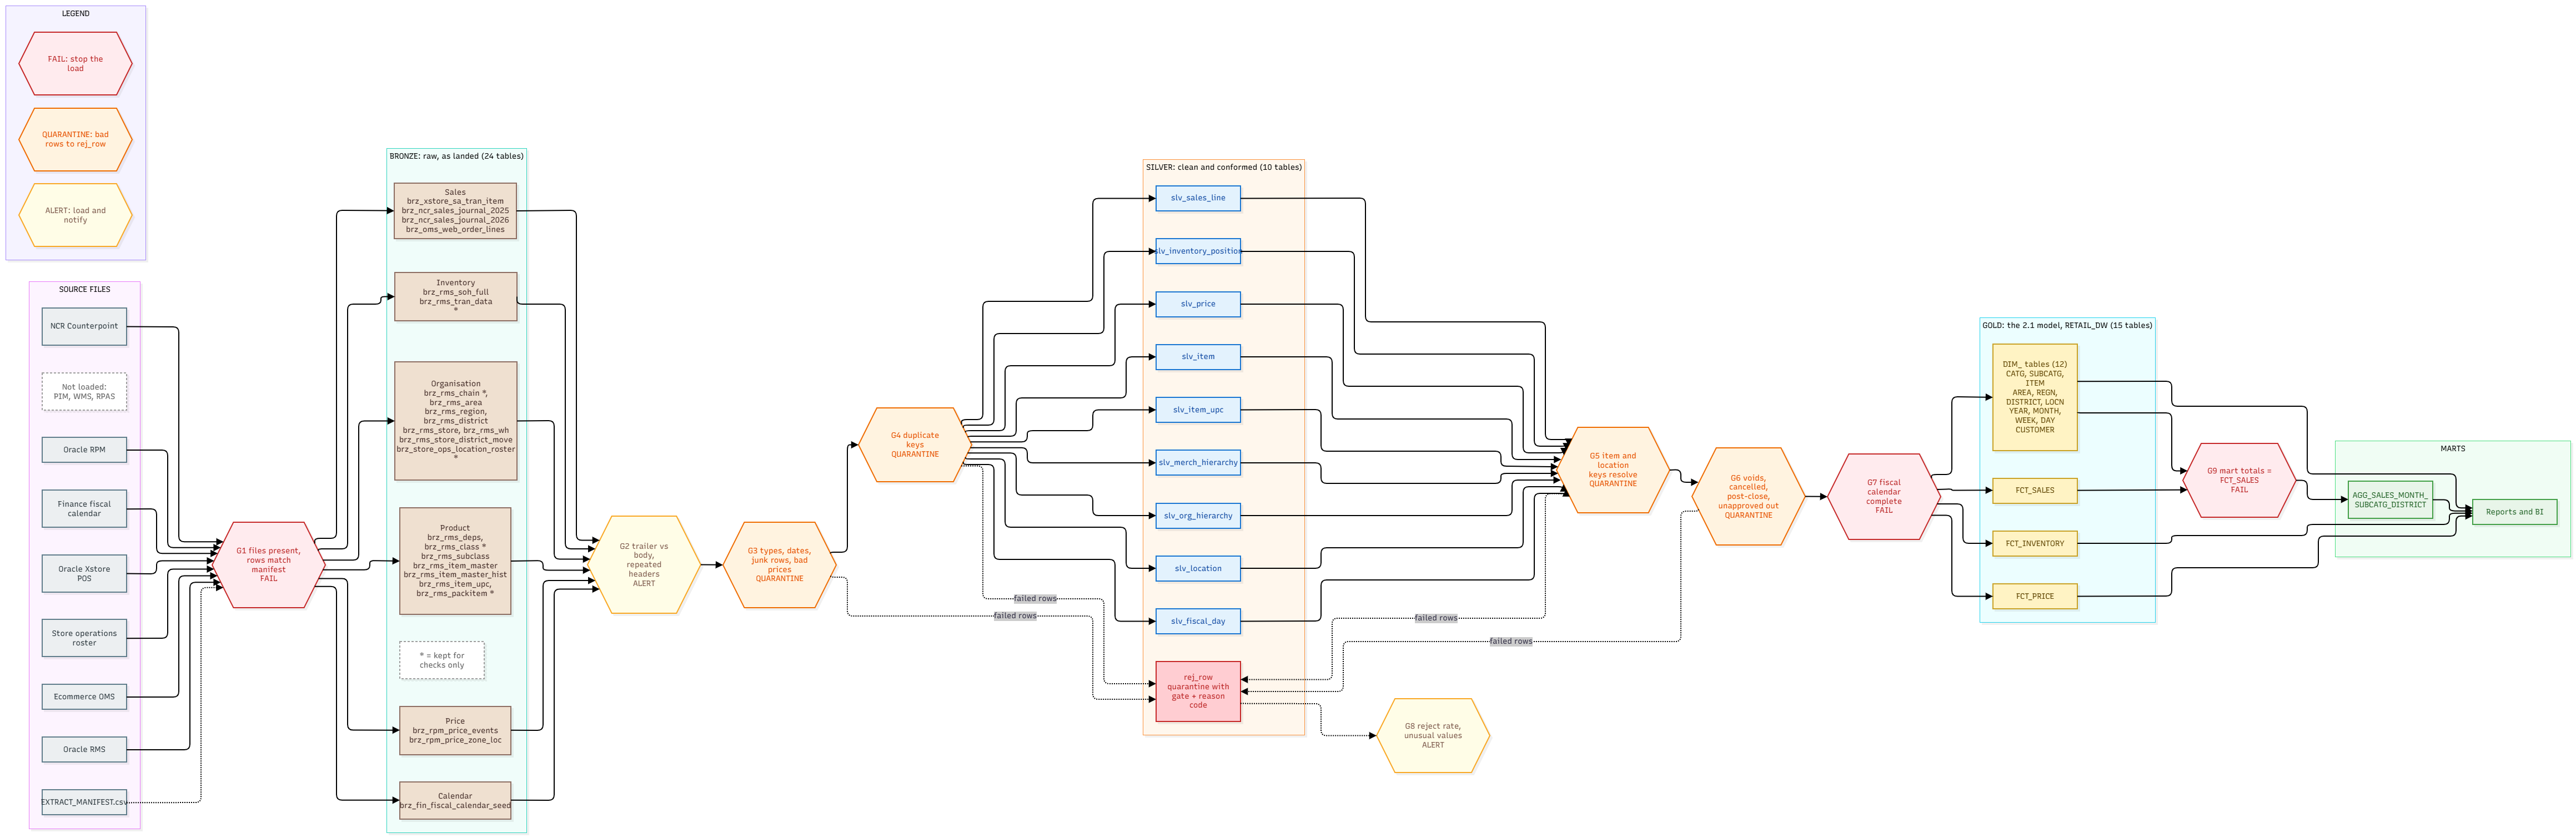 LEGEND
FAIL: stop the
load
QUARANTINE: bad
rows to rej_row
ALERT: load and
notify
SOURCE FILES
NCR Counterpoint
Not loaded:
PIM, WMS, RPAS
Oracle RPM
Finance fiscal
calendar
Oracle Xstore
POS
Store operations
roster
Ecommerce OMS
Oracle RMS
EXTRACT_MANIFEST.csv
G1 files present,
rows match
manifest
FAIL
BRONZE: raw, as landed (24 tables)
Sales
brz_xstore_sa_tran_item
brz_ncr_sales_journal_2025
brz_ncr_sales_journal_2026
brz_oms_web_order_lines
Inventory
brz_rms_soh_full
brz_rms_tran_data
*
Organisation
brz_rms_chain *,
brz_rms_area
brz_rms_region,
brz_rms_district
brz_rms_store, brz_rms_wh
brz_rms_store_district_move
brz_store_ops_location_roster
*
Product
brz_rms_deps,
brz_rms_class *
brz_rms_subclass
brz_rms_item_master
brz_rms_item_master_hist
brz_rms_item_upc,
brz_rms_packitem *
* = kept for
checks only
Price
brz_rpm_price_events
brz_rpm_price_zone_loc
Calendar
brz_fin_fiscal_calendar_seed
G2 trailer vs
body,
repeated
headers
ALERT
G3 types, dates,
junk rows, bad
prices
QUARANTINE
G4 duplicate
keys
QUARANTINE
failed rows
failed rows
SILVER: clean and conformed (10 tables)
slv_sales_line
slv_inventory_position
slv_price
slv_item
slv_item_upc
slv_merch_hierarchy
slv_org_hierarchy
slv_location
slv_fiscal_day
rej_row
quarantine with
gate + reason
code
failed rows
failed rows
G8 reject rate,
unusual values
ALERT
G5 item and
location
keys resolve
QUARANTINE
G6 voids,
cancelled,
post-close,
unapproved out
QUARANTINE
G7 fiscal
calendar
complete
FAIL
GOLD: the 2.1 model, RETAIL_DW (15 tables)
DIM_ tables (12)
CATG, SUBCATG,
ITEM
AREA, REGN,
DISTRICT, LOCN
YEAR, MONTH,
WEEK, DAY
CUSTOMER
FCT_SALES
FCT_INVENTORY
FCT_PRICE
G9 mart totals =
FCT_SALES
FAIL
MARTS
AGG_SALES_MONTH_
SUBCATG_DISTRICT
Reports and BI